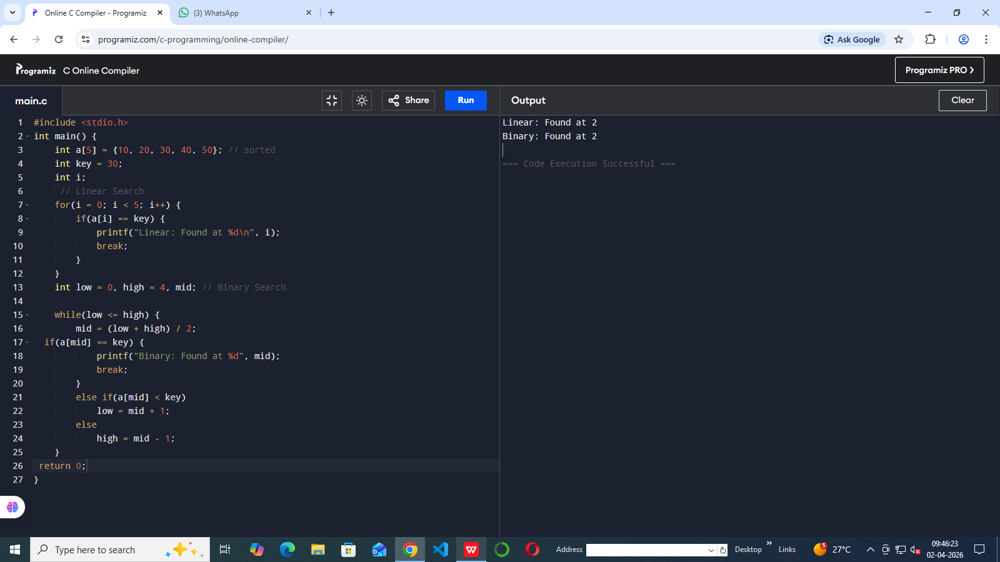 Online C Compiler - Programiz
(3) WhatsApp
programiz.com/c-programming/online-compiler/
Ask Google
Programiz C Online Compiler
Programiz PRO ❯
main.c
Share
Run
Output
Clear
1 #include <stdio.h>
2 int main() {
3     int a[5] = {10, 20, 30, 40, 50}; // sorted
4     int key = 30;
5     int i;
6      // Linear Search
7     for(i = 0; i < 5; i++) {
8         if(a[i] == key) {
9             printf("Linear: Found at %d\n", i);
10             break;
11         }
12     }
13     int low = 0, high = 4, mid; // Binary Search
14
15     while(low <= high) {
16         mid = (low + high) / 2;
17   if(a[mid] == key) {
18             printf("Binary: Found at %d", mid);
19             break;
20         }
21         else if(a[mid] < key)
22             low = mid + 1;
23         else
24             high = mid - 1;
25     }
26  return 0;
27 }
Linear: Found at 2
Binary: Found at 2
=== Code Execution Successful ===
Type here to search
Address
Desktop
Links
5
27°C
09:46:23
02-04-2026